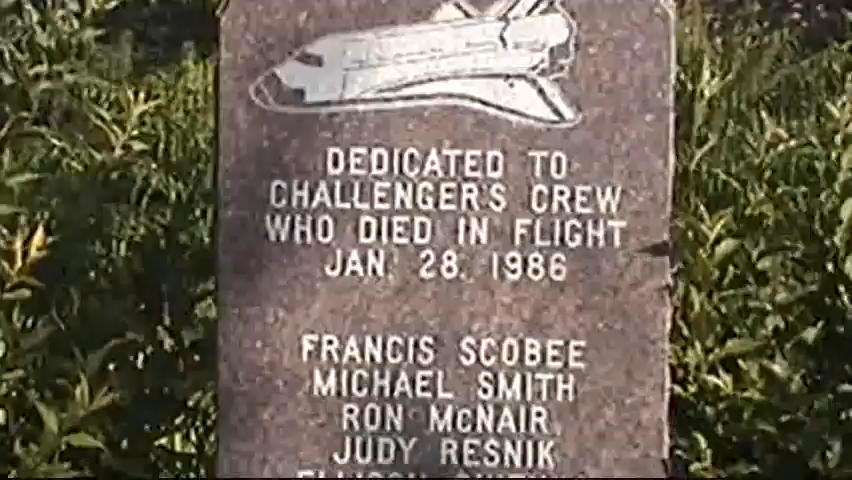 DEDICATED TO
CHALLENGER'S CREW
WHO DIED IN FLIGHT
JAN. 28. 1986
FRANCIS SCOBEE
MICHAEL SMITH
RON McNAIR
JUDY RESNIK